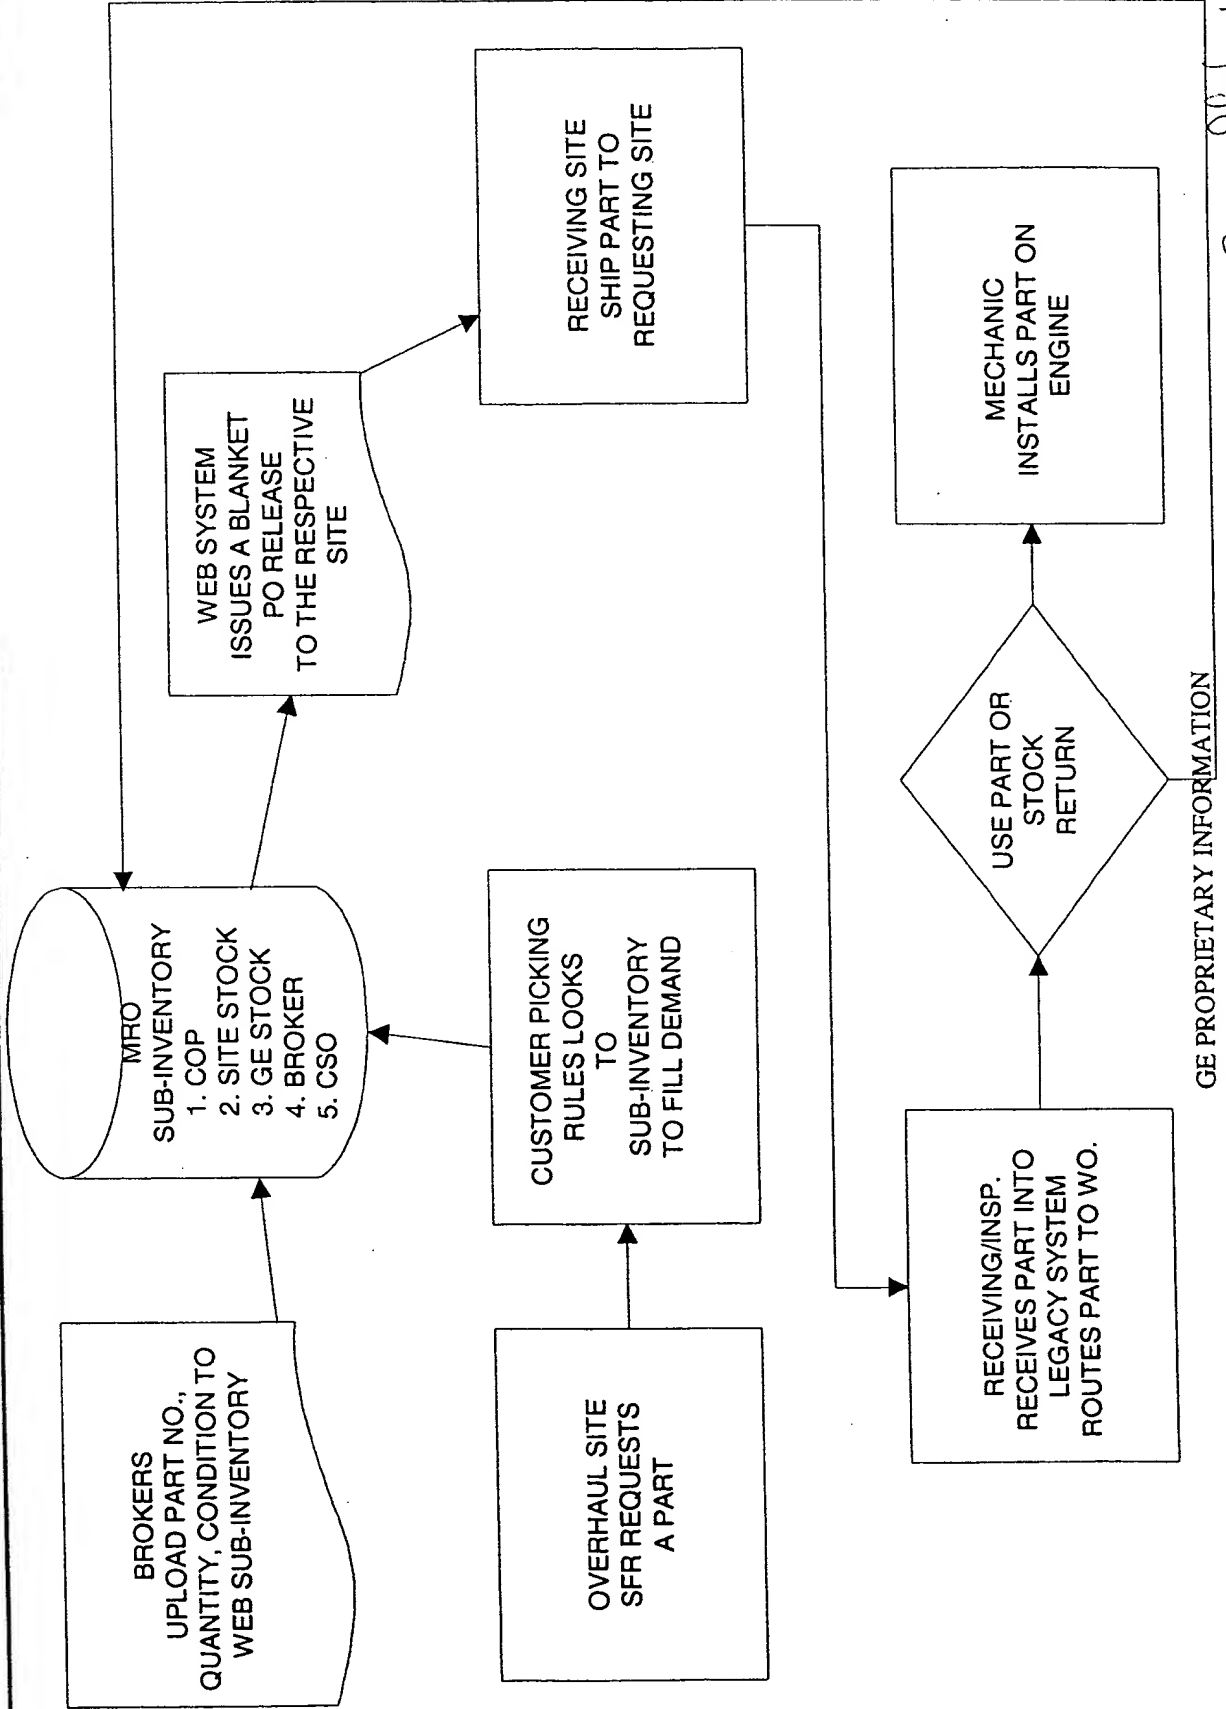 BROKERS
UPLOAD PART NO.,
QUANTITY, CONDITION TO
WEB SUB-INVENTORY
MRO
SUB-INVENTORY
1. COP
2. SITE STOCK
3. GE STOCK
4. BROKER
5. CSO
WEB SYSTEM
ISSUES A BLANKET
PO RELEASE
TO THE RESPECTIVE
SITE
OVERHAUL SITE
SFR REQUESTS
A PART
CUSTOMER PICKING
RULES LOOKS
TO
SUB-INVENTORY
TO FILL DEMAND
RECEIVING SITE
SHIP PART TO
REQUESTING SITE
RECEIVING/INSP.
RECEIVES PART INTO
LEGACY SYSTEM
ROUTES PART TO WO.
USE PART OR
STOCK
RETURN
MECHANIC
INSTALLS PART ON
ENGINE
GE PROPRIETARY INFORMATION